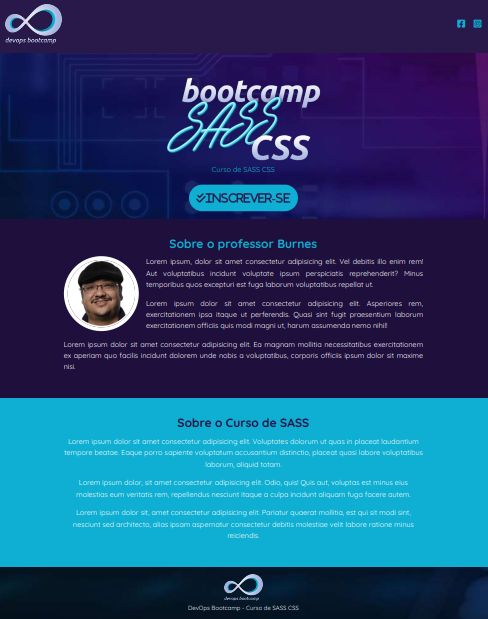 devops bootcamp
bootcamp
SASS
CSS
Curso de SASS CSS
INSCREVER-SE
Sobre o professor Burnes
Lorem ipsum, dolor sit amet consectetur adipisicing elit. Vel debitis illo enim rem!
Aut voluptatibus incidunt voluptate ipsum perspiciatis reprehenderit? Minus
temporibus quos excepturi est fuga laborum voluptatibus repellat ut.
Lorem ipsum dolor sit amet consectetur adipisicing elit. Asperiores rem,
exercitationem ipsa itaque ut perferendis. Quasi sint fugit praesentium laborum
exercitationem officiis quis modi magni ut, harum assumenda nemo nihil!
Lorem ipsum dolor sit amet consectetur adipisicing elit. Ea magnam mollitia necessitatibus exercitationem
ex aperiam quo facilis incidunt dolorem unde nobis a voluptatibus, corporis officiis ipsum dolor sit maxime
nisi.
Sobre o Curso de SASS
Lorem ipsum dolor sit amet consectetur adipisicing elit. Voluptates dolorum ut quas in placeat laudantium
tempore beatae. Eaque porro sapiente voluptatum accusantium distinctio, placeat quasi labore voluptatibus
laborum, aliquid totam.
Lorem ipsum dolor, sit amet consectetur adipisicing elit. Odio, quis! Quis aut, voluptas est minus eius
molestias eum veritatis rem, repellendus nesciunt itaque a culpa incidunt aliquam fuga facere autem.
Lorem ipsum dolor sit, amet consectetur adipisicing elit. Pariatur quaerat mollitia, est qui sit modi sint,
nesciunt sed architecto, alias ipsam aspernatur consectetur debitis molestiae velit labore ratione minus
reiciendis.
devops bootcamp
DevOps Bootcamp - Curso de SASS CSS